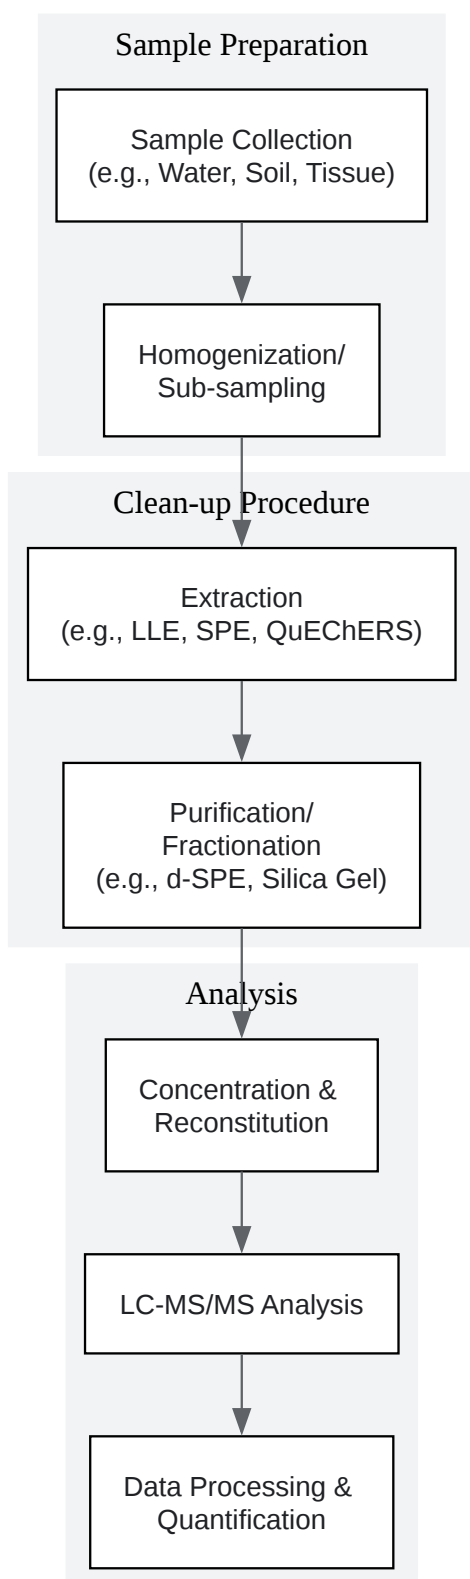 Sample Preparation
Sample Collection
(e.g., Water, Soil, Tissue)
Homogenization/
Sub-sampling
Clean-up Procedure
Extraction
(e.g., LLE, SPE, QuEChERS)
Purification/
Fractionation
(e.g., d-SPE, Silica Gel)
Analysis
Concentration &
Reconstitution
LC-MS/MS Analysis
Data Processing &
Quantification